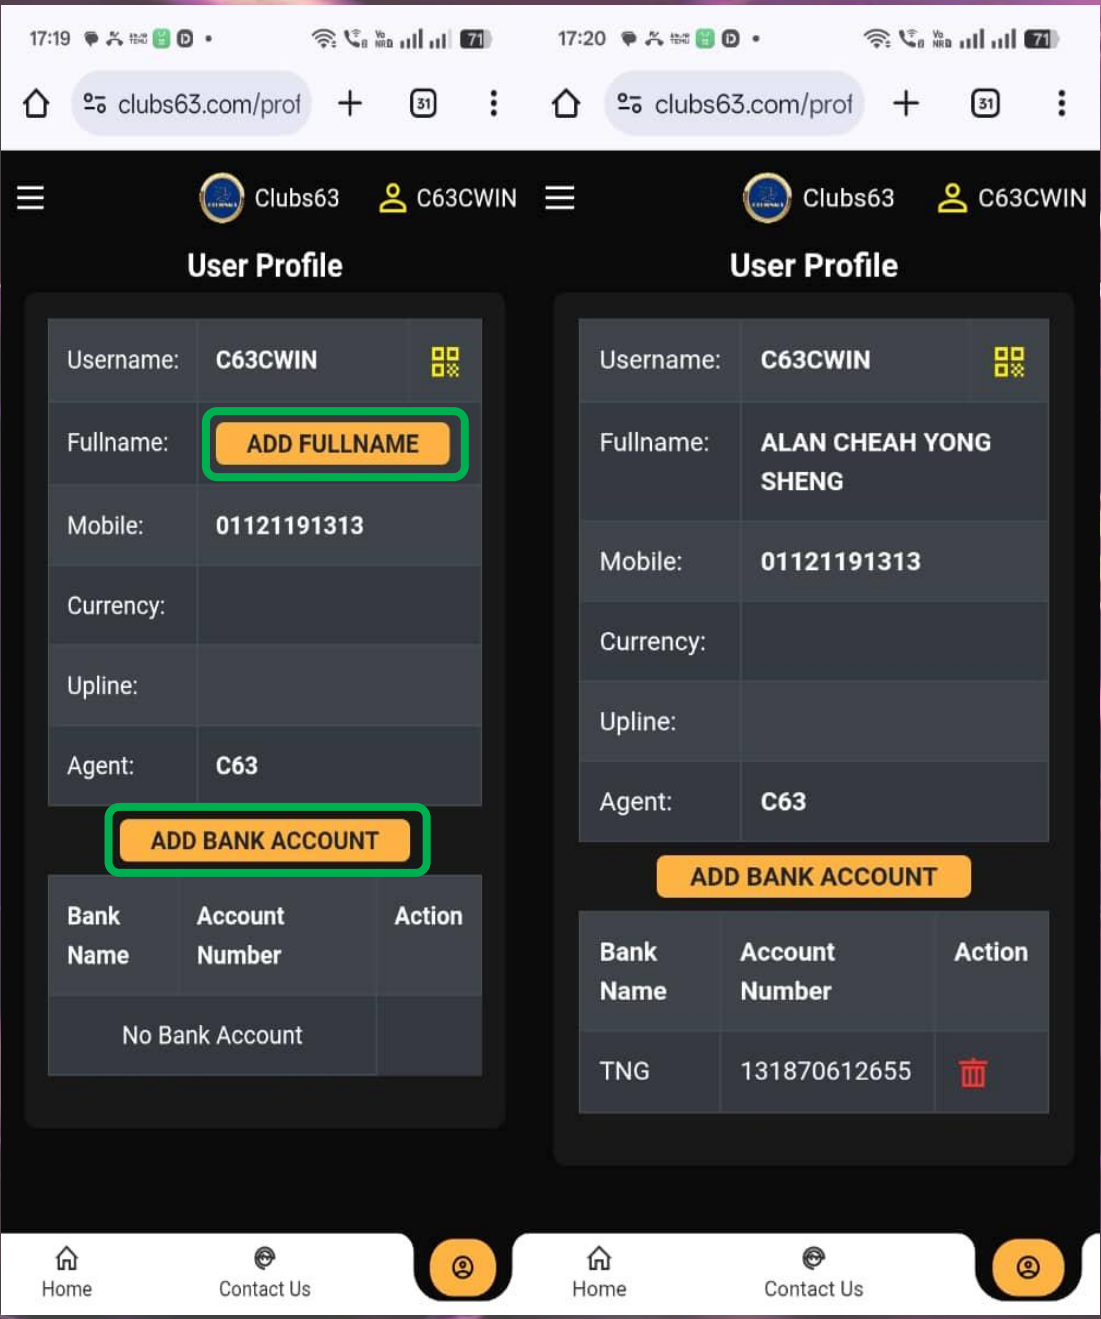 17:19
71
clubs63.com/prof
31
Clubs63
C63CWIN
User Profile
Username: C63CWIN
Fullname: ADD FULLNAME
Mobile: 01121191313
Currency:
Upline:
Agent: C63
ADD BANK ACCOUNT
Bank Name Account Number Action
No Bank Account
Home
Contact Us
17:20
71
clubs63.com/prof
31
Clubs63
C63CWIN
User Profile
Username: C63CWIN
Fullname: ALAN CHEAH YONG
SHENG
Mobile: 01121191313
Currency:
Upline:
Agent: C63
ADD BANK ACCOUNT
Bank Name Account Number Action
TNG 131870612655
Home
Contact Us